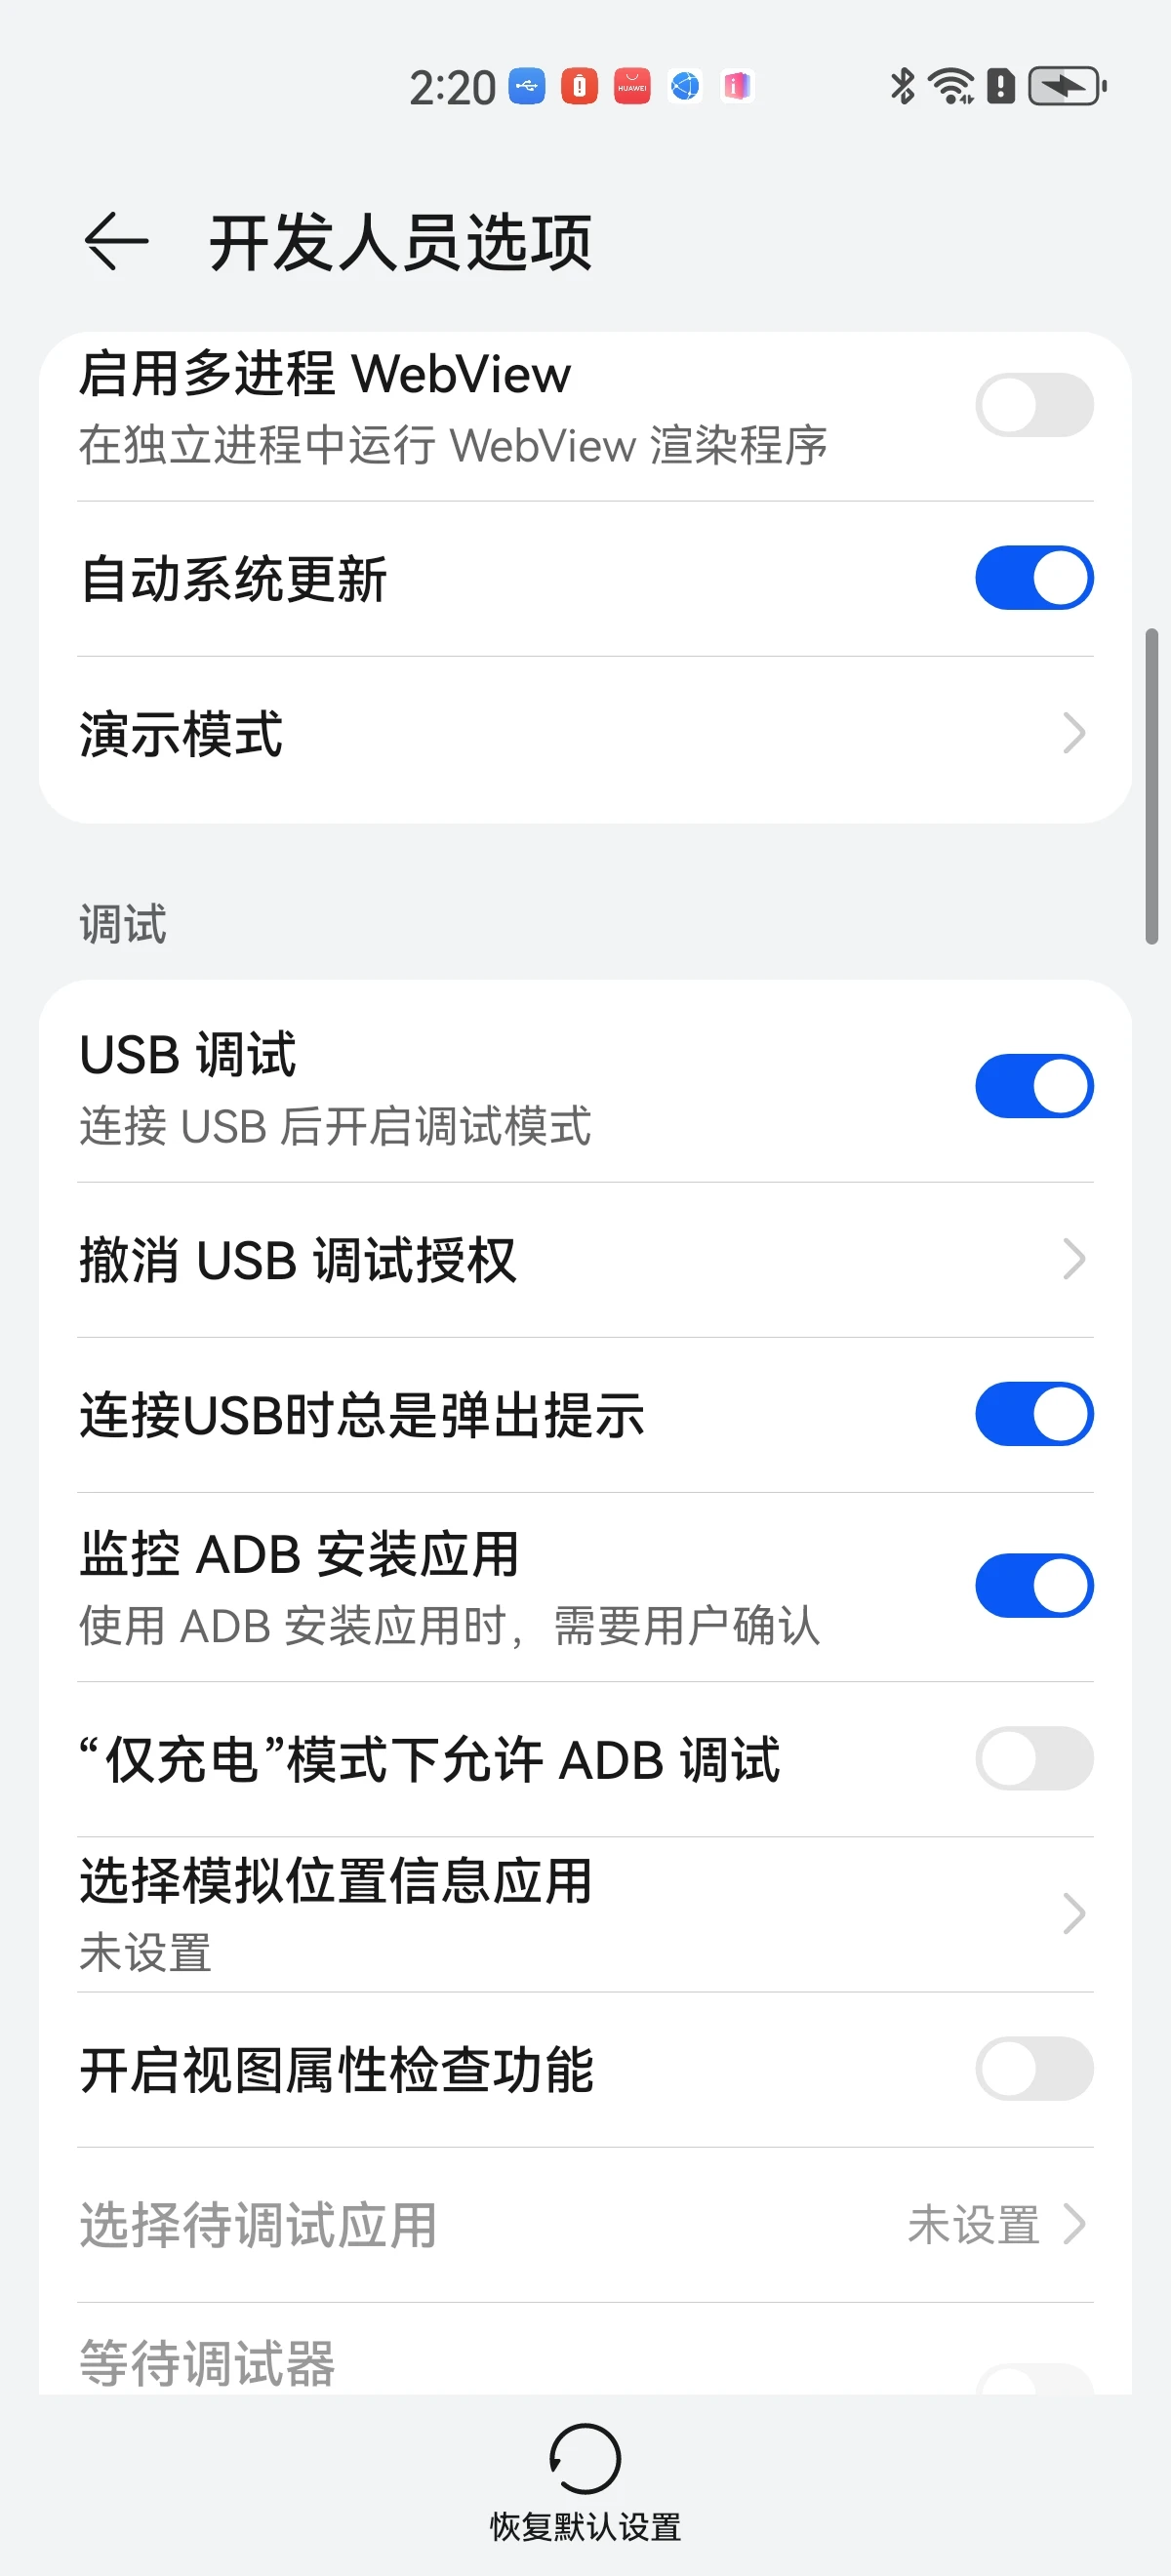 2:20
HUAWEI
开发人员选项
启用多进程 WebView
在独立进程中运行 WebView 渲染程序
自动系统更新
演示模式
调试
USB 调试
连接 USB 后开启调试模式
撤消 USB 调试授权
连接USB时总是弹出提示
监控 ADB 安装应用
使用 ADB 安装应用时，需要用户确认
“仅充电”模式下允许 ADB 调试
选择模拟位置信息应用
未设置
开启视图属性检查功能
选择待调试应用 未设置
等待调试器
恢复默认设置